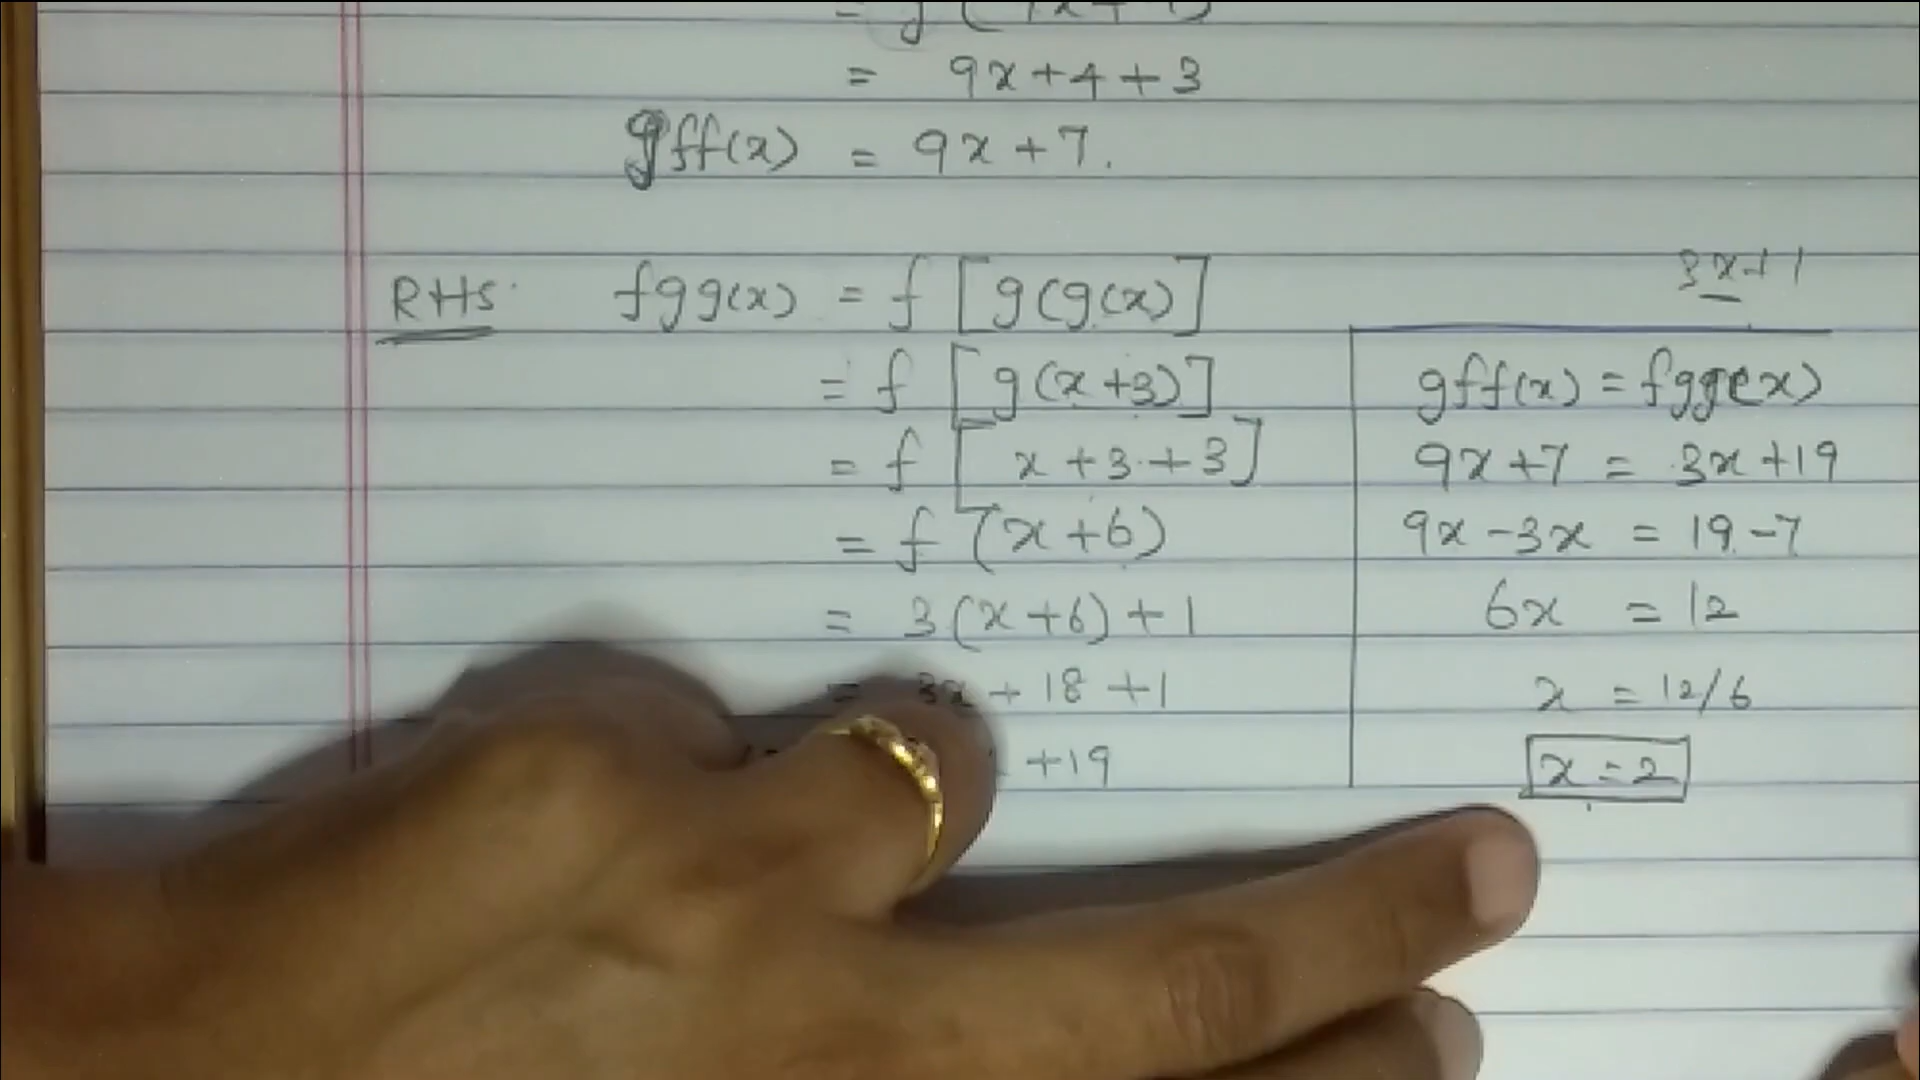 = 9x+4+3
gff(x) = 9x+7.
3x+1
RHS fgg(x) = f [g(g(x)]
= f [g(x+3)]
= f [x+3+3]
= f (x+6)
= 3(x+6)+1
= 3x+18+1
+19
gff(x) = fgg(x)
9x+7 = 3x+19
9x-3x = 19-7
6x = 12
x = 12/6
x = 2